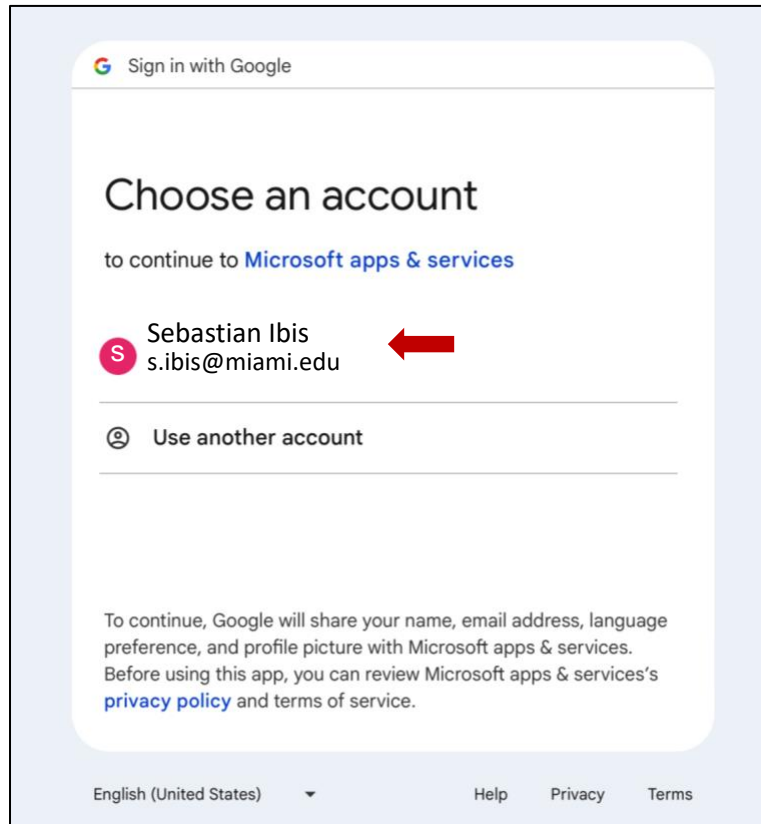 Sign in with Google
Choose an account
to continue to Microsoft apps & services
S
Sebastian Ibis
s.ibis@miami.edu
Use another account
To continue, Google will share your name, email address, language
preference, and profile picture with Microsoft apps & services.
Before using this app, you can review Microsoft apps & services's
privacy policy and terms of service.
English (United States) Help Privacy Terms